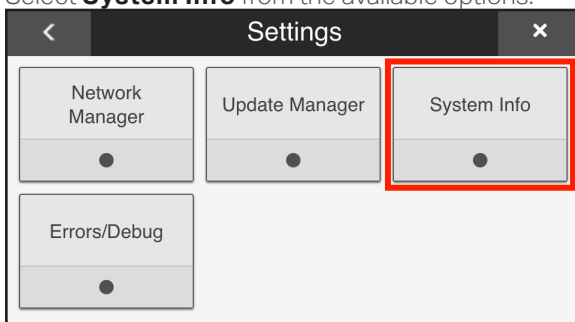 Select System Info from the available options.
Settings
Network
Manager
Update Manager
System Info
Errors/Debug